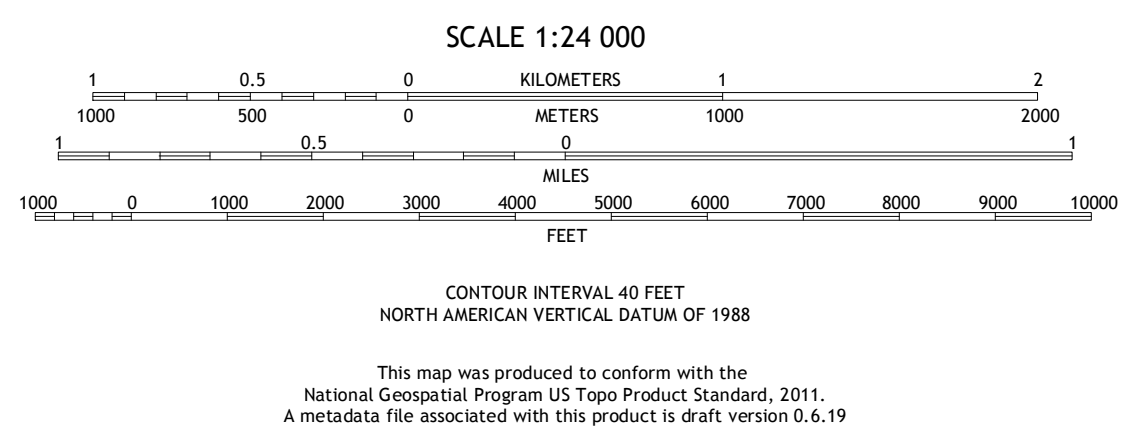 SCALE 1:24 000
1 0.5 0 KILOMETERS 1 2
1000 500 0 METERS 1000 2000
1 0.5 0 1
MILES
1000 0 1000 2000 3000 4000 5000 6000 7000 8000 9000 10000
FEET
CONTOUR INTERVAL 40 FEET
NORTH AMERICAN VERTICAL DATUM OF 1988
This map was produced to conform with the
National Geospatial Program US Topo Product Standard, 2011.
A metadata file associated with this product is draft version 0.6.19